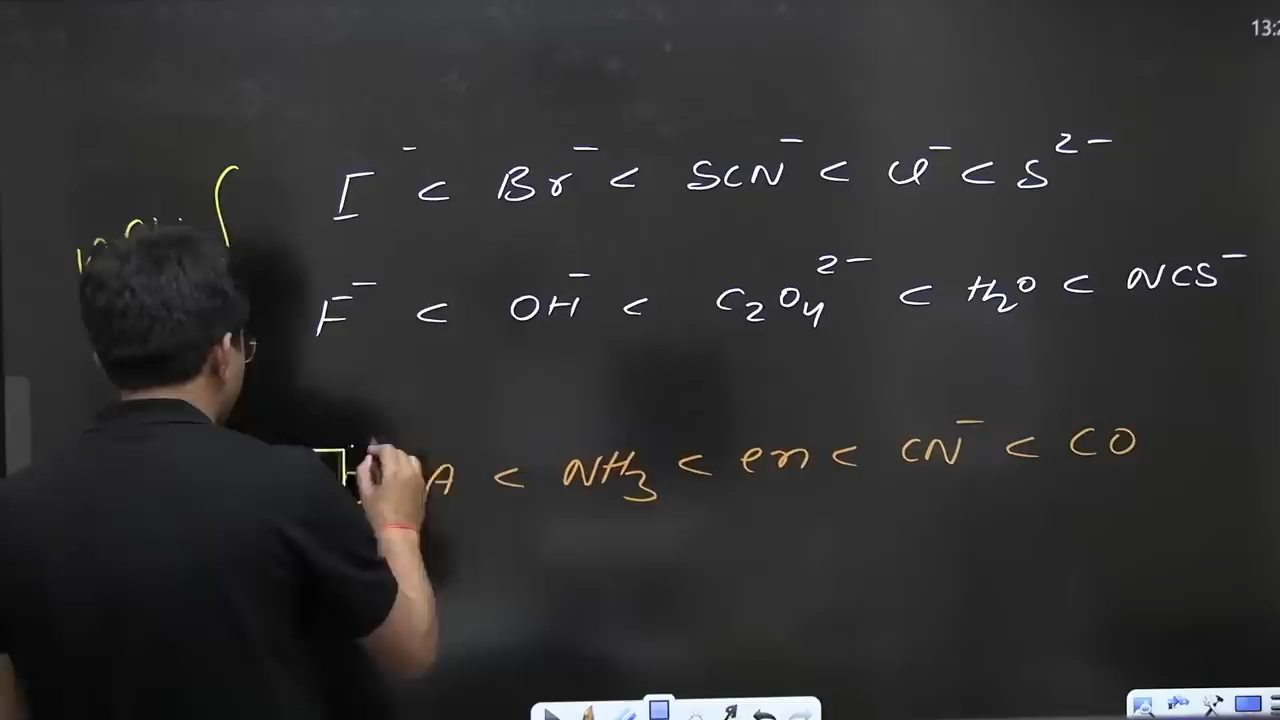 13:2
I⁻ < Br⁻ < SCN⁻ < Cl⁻ < S²⁻
F⁻ < OH⁻ < C₂O₄²⁻ < H₂O < NCS⁻
A < NH₃ < en < CN⁻ < CO